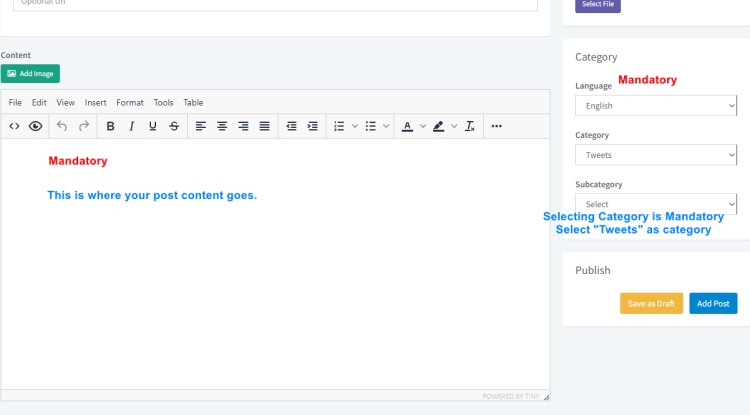 Optional Url
Select File
Content
Add Image
File Edit View Insert Format Tools Table
B I U S A
Mandatory
This is where your post content goes.
POWERED BY TINY
Category
Mandatory
Language
English
Category
Tweets
Subcategory
Select
Selecting Category is Mandatory
Select "Tweets" as category
Publish
Save as Draft Add Post